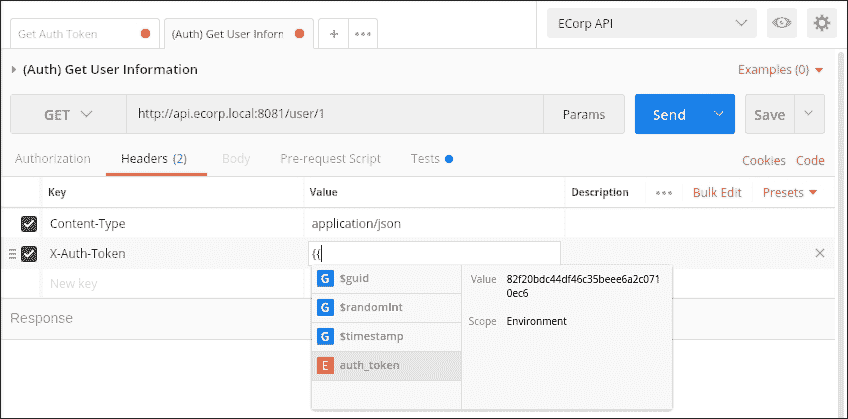 Get Auth Token
(Auth) Get User Inforn
+
ECorp API
(Auth) Get User Information
Examples (0)
GET
http://api.ecorp.local:8081/user/1
Params
Send
Save
Authorization
Headers (2)
Body
Pre-request Script
Tests
Cookies
Code
Key
Value
Description
Bulk Edit
Presets
Content-Type
application/json
X-Auth-Token
{{
New key
Response
G $guid
G $randomInt
G $timestamp
E auth_token
Value
82f20bdc44df46c35beee6a2c071
0ec6
Scope
Environment